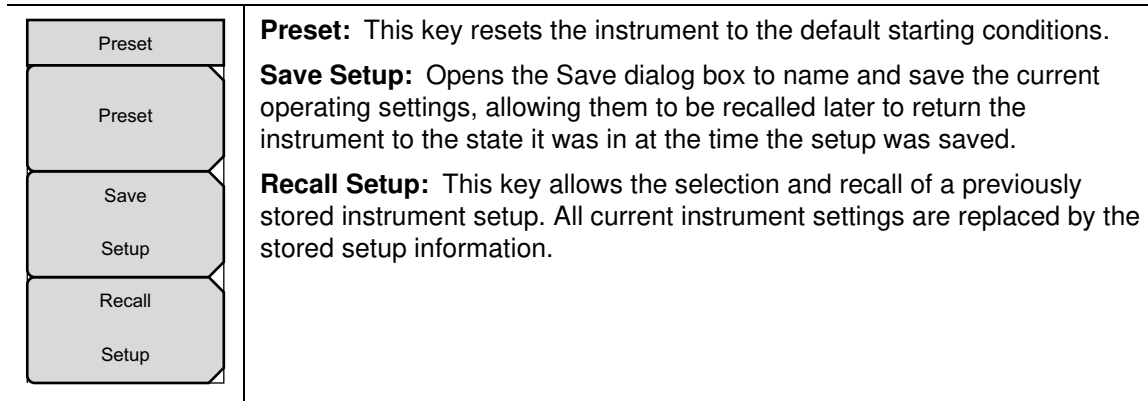 Preset
Preset
Save
Setup
Recall
Setup
Preset: This key resets the instrument to the default starting conditions.
Save Setup: Opens the Save dialog box to name and save the current
operating settings, allowing them to be recalled later to return the
instrument to the state it was in at the time the setup was saved.
Recall Setup: This key allows the selection and recall of a previously
stored instrument setup. All current instrument settings are replaced by the
stored setup information.